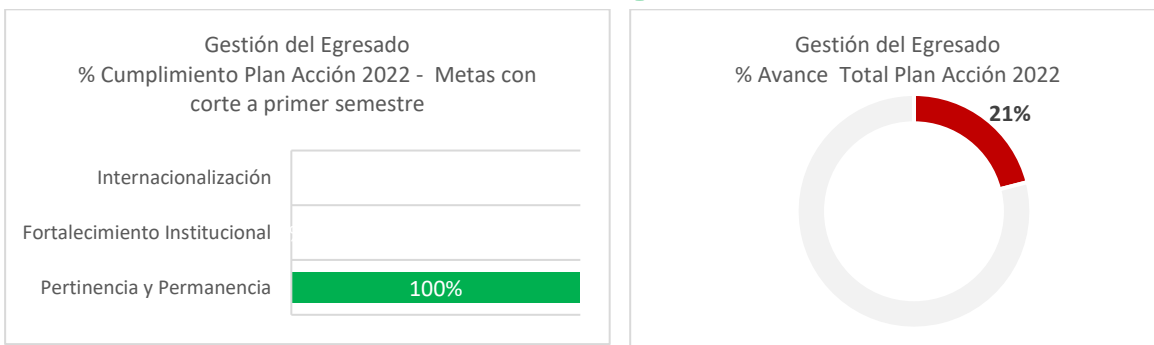 Gestión del Egresado
% Cumplimiento Plan Acción 2022 - Metas con
corte a primer semestre
Internacionalización
Fortalecimiento Institucional
Pertinencia y Permanencia
100%
Gestión del Egresado
% Avance Total Plan Acción 2022
21%